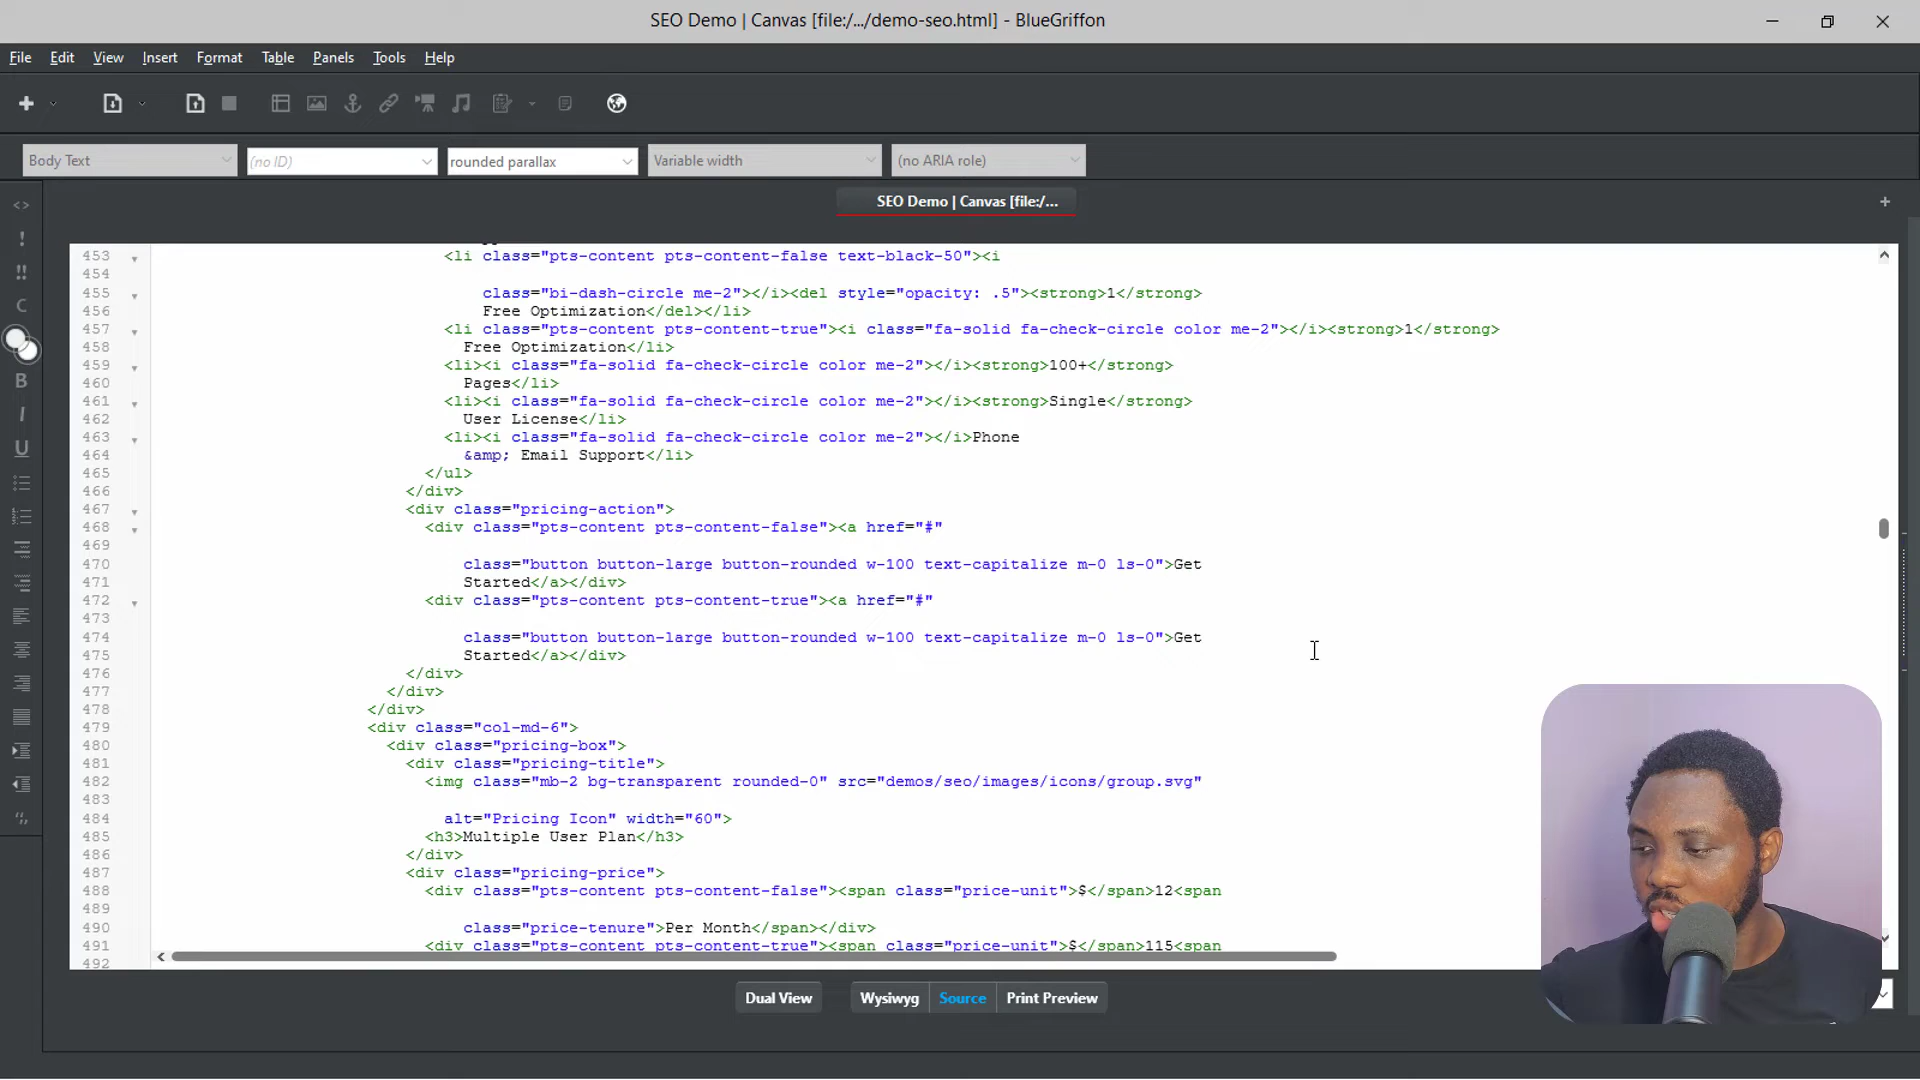 SEO Demo | Canvas [file:/.../demo-seo.html] - BlueGriffon
File Edit View Insert Format Table Panels Tools Help
Body Text (no ID) rounded parallax Variable width (no ARIA role)
SEO Demo | Canvas [file:/...
453 <li class="pts-content pts-content-false text-black-50"><i
454
455 class="bi-dash-circle me-2"></i><del style="opacity: .5"><strong>1</strong>
456 Free Optimization</del></li>
457 <li class="pts-content pts-content-true"><i class="fa-solid fa-check-circle color me-2"></i><strong>1</strong>
458 Free Optimization</li>
459 <li><i class="fa-solid fa-check-circle color me-2"></i><strong>100+</strong>
460 Pages</li>
461 <li><i class="fa-solid fa-check-circle color me-2"></i><strong>Single</strong>
462 User License</li>
463 <li><i class="fa-solid fa-check-circle color me-2"></i>Phone
464 &amp; Email Support</li>
465 </ul>
466 </div>
467 <div class="pricing-action">
468 <div class="pts-content pts-content-false"><a href="#"
469
470 class="button button-large button-rounded w-100 text-capitalize m-0 ls-0">Get
471 Started</a></div>
472 <div class="pts-content pts-content-true"><a href="#"
473
474 class="button button-large button-rounded w-100 text-capitalize m-0 ls-0">Get
475 Started</a></div>
476 </div>
477 </div>
478 </div>
479 <div class="col-md-6">
480 <div class="pricing-box">
481 <div class="pricing-title">
482 <img class="mb-2 bg-transparent rounded-0" src="demos/seo/images/icons/group.svg"
483
484 alt="Pricing Icon" width="60">
485 <h3>Multiple User Plan</h3>
486 </div>
487 <div class="pricing-price">
488 <div class="pts-content pts-content-false"><span class="price-unit">$</span>12<span
489
490 class="price-tenure">Per Month</span></div>
491 <div class="pts-content pts-content-true"><span class="price-unit">$</span>115<span
492
Dual View Wysiwyg Source Print Preview